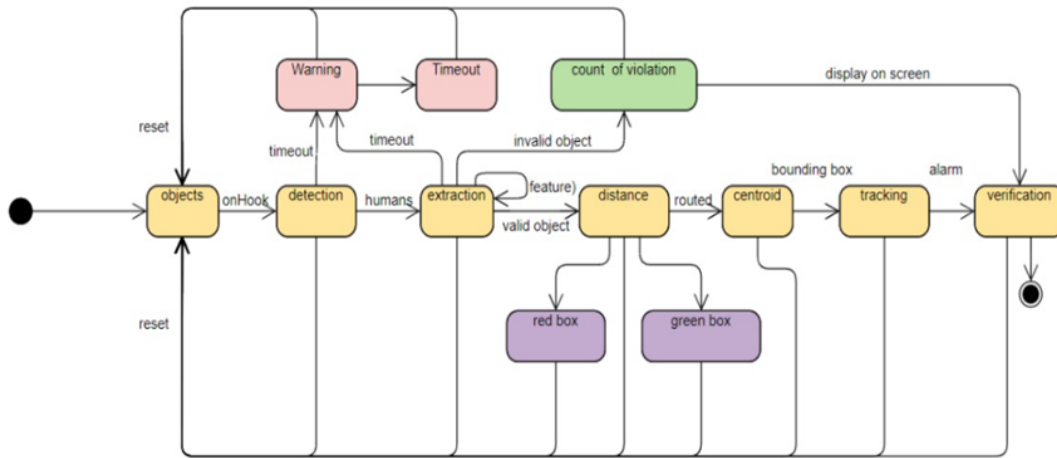 Warning
Timeout
count of violation
display on screen
reset
timeout
timeout
invalid object
bounding box
alarm
objects
onHook
detection
humans
extraction
feature)
valid object
distance
routed
centroid
tracking
verification
reset
red box
green box